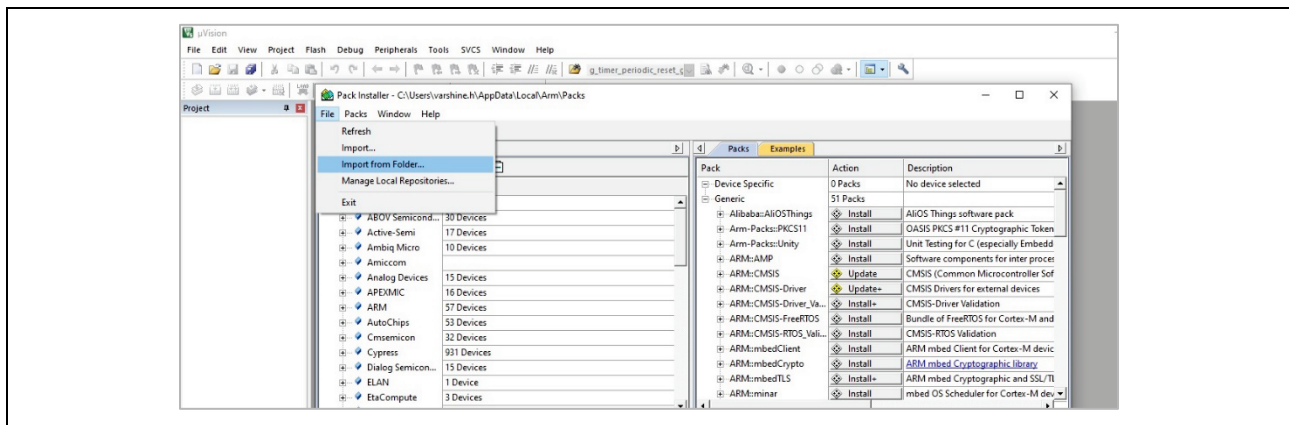 µVision
File Edit View Project Flash Debug Peripherals Tools SVCS Window Help
g_timer_periodic_reset_c
Project
Pack Installer - C:\Users\varshine.h\AppData\Local\Arm\Packs
File Packs Window Help
Refresh
Import...
Import from Folder...
Manage Local Repositories...
Exit
ABOV Semicond... 30 Devices
Active-Semi 17 Devices
Ambiq Micro 10 Devices
Amiccom
Analog Devices 15 Devices
APEXMIC 16 Devices
ARM 57 Devices
AutoChips 53 Devices
Cmsemicon 32 Devices
Cypress 931 Devices
Dialog Semicon... 15 Devices
ELAN 1 Device
EtaCompute 3 Devices
Packs Examples
Pack Action Description
Device Specific 0 Packs No device selected
Generic 51 Packs
Alibaba::AliOSThings Install AliOS Things software pack
Arm-Packs::PKCS11 Install OASIS PKCS #11 Cryptographic Token
Arm-Packs::Unity Install Unit Testing for C (especially Embedd
ARM::AMP Install Software components for inter proces
ARM::CMSIS Update CMSIS (Common Microcontroller Sof
ARM::CMSIS-Driver Update+ CMSIS Drivers for external devices
ARM::CMSIS-Driver_Va... Install+ CMSIS-Driver Validation
ARM::CMSIS-FreeRTOS Install Bundle of FreeRTOS for Cortex-M and
ARM::CMSIS-RTOS_Vali... Install CMSIS-RTOS Validation
ARM::mbedClient Install ARM mbed Client for Cortex-M devic
ARM::mbedCrypto Install ARM mbed Cryptographic library
ARM::mbedTLS Install+ ARM mbed Cryptographic and SSL/TL
ARM::minar Install mbed OS Scheduler for Cortex-M dev